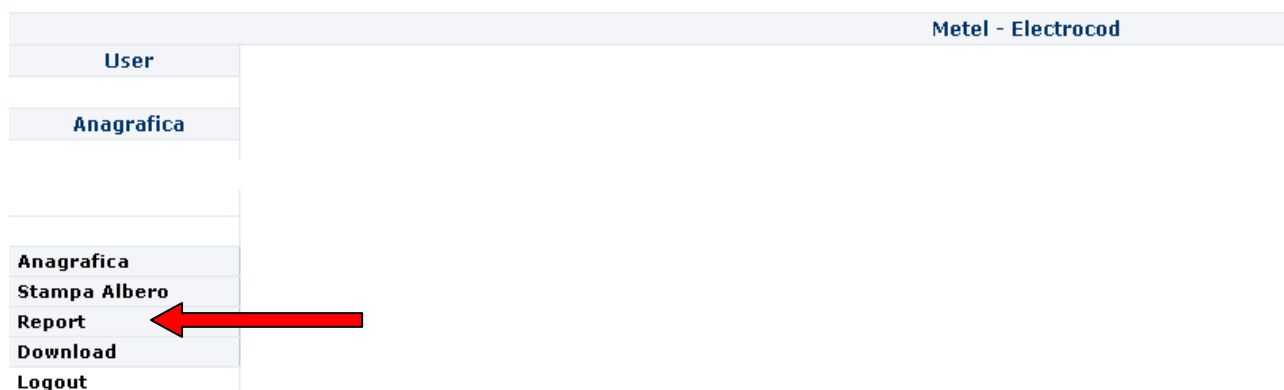 Metel - Electrocod
User
Anagrafica
Anagrafica
Stampa Albero
Report
Download
Logout